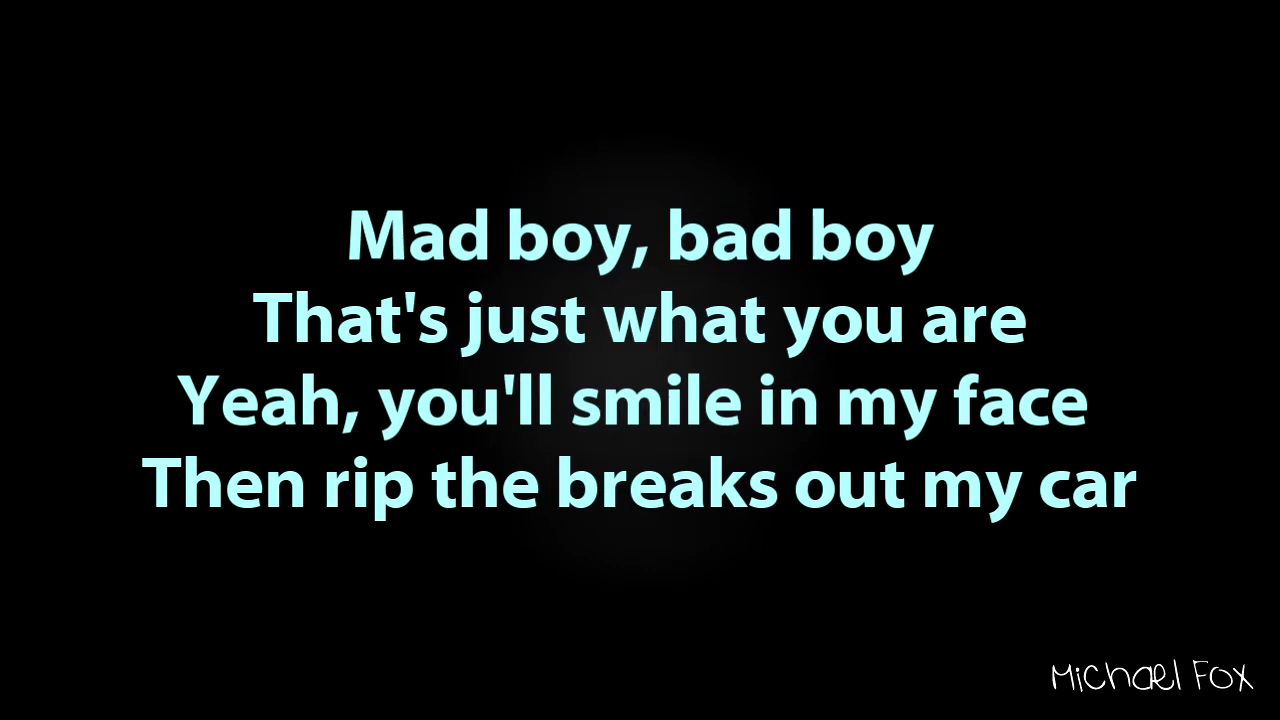 Mad boy, bad boy
That's just what you are
Yeah, you'll smile in my face
Then rip the breaks out my car
Michael Fox